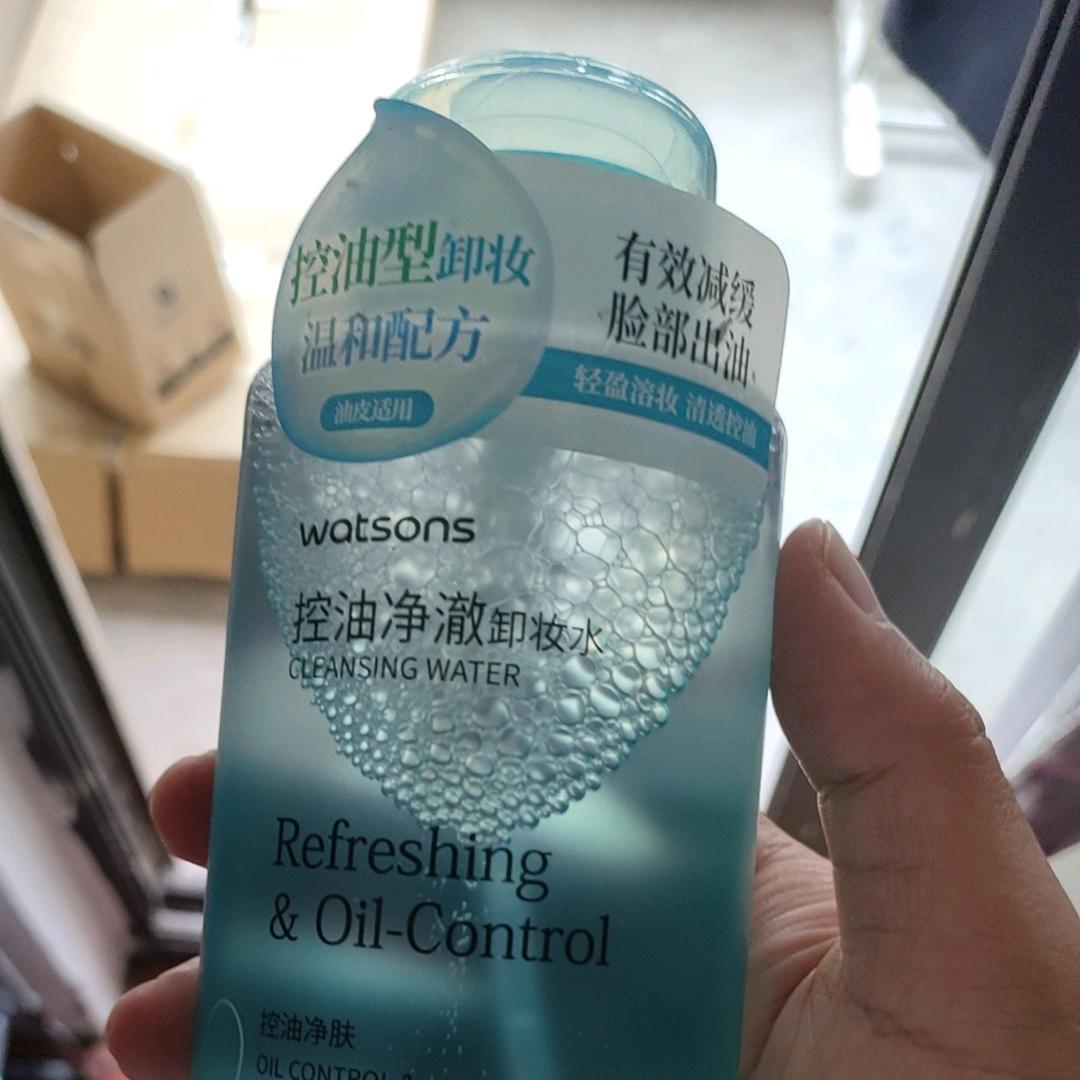 控油型卸妆
温和配方
油皮适用
有效减缓
脸部出油
轻盈溶妆 清透控油
watsons
控油净澈卸妆水
CLEANSING WATER
Refreshing
& Oil-Control
控油净肤
OIL CONTROL &